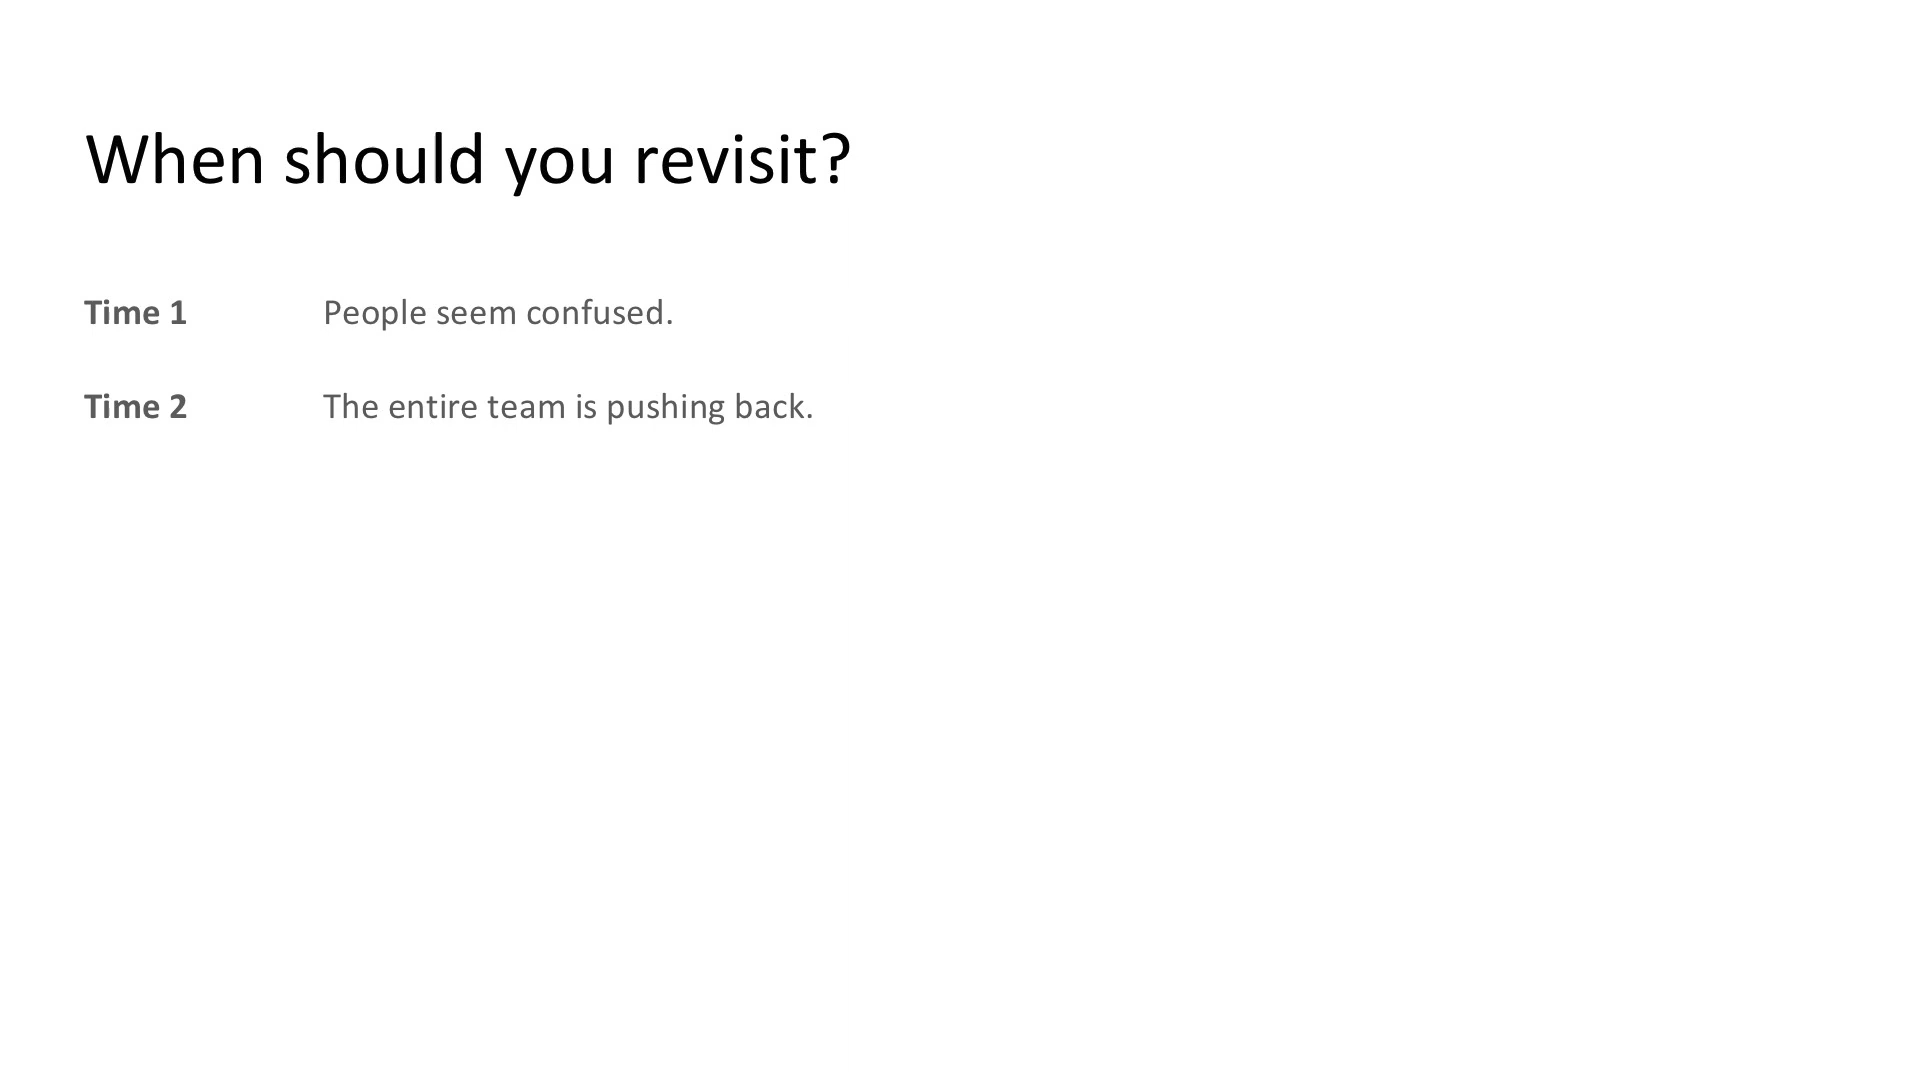 When should you revisit?
Time 1 People seem confused.
Time 2 The entire team is pushing back.